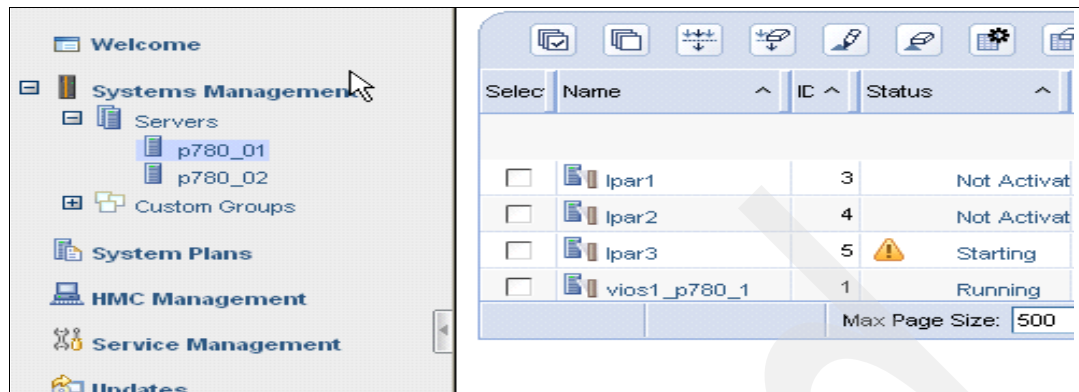 Welcome
Systems Management
Servers
p780_01
p780_02
Custom Groups
System Plans
HMC Management
Service Management
Updates
Selec Name ID Status
lpar1 3 Not Activat
lpar2 4 Not Activat
lpar3 5 Starting
vios1_p780_1 1 Running
Max Page Size: 500